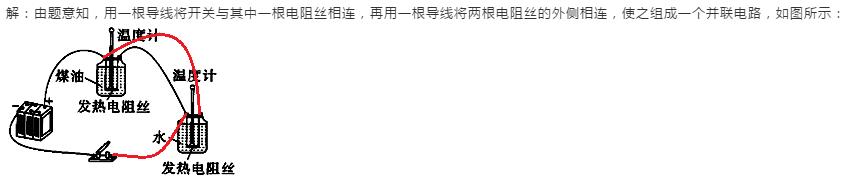 解：由题意知，用一根导线将开关与其中一根电阻丝相连，再用一根导线将两根电阻丝的外侧相连，使之组成一个并联电路，如图所示：
温度计
煤油
温度计
发热电阻丝
－ +
水
发热电阻丝